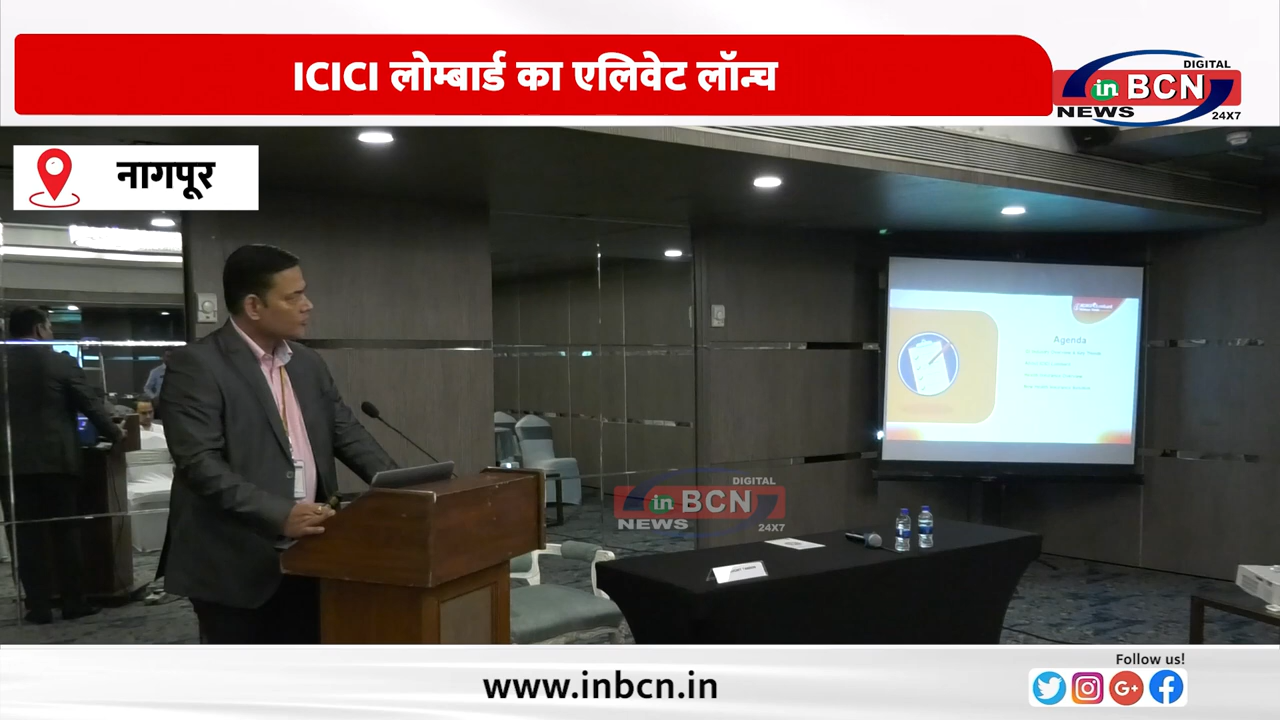 ICICI लोम्बार्ड का एलिवेट लॉन्च
DIGITAL
in BCN
NEWS 24X7
नागपूर
Agenda
DIGITAL
in BCN
NEWS 24X7
Follow us!
www.inbcn.in